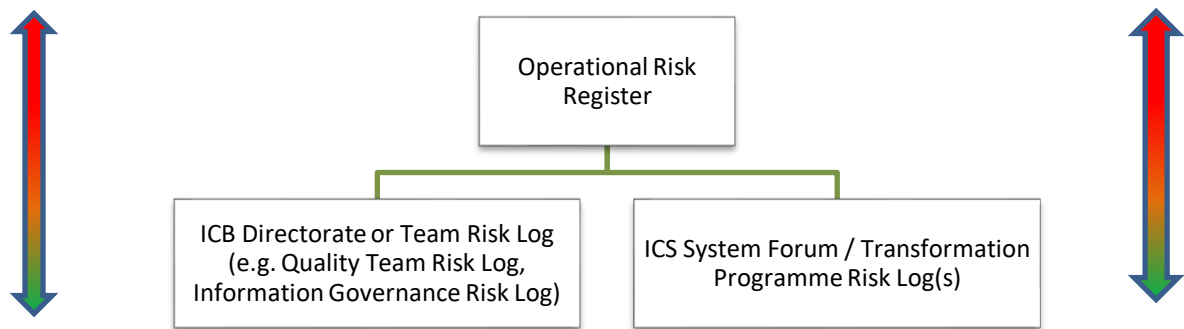 Operational Risk
Register
ICB Directorate or Team Risk Log
(e.g. Quality Team Risk Log,
Information Governance Risk Log)
ICS System Forum / Transformation
Programme Risk Log(s)